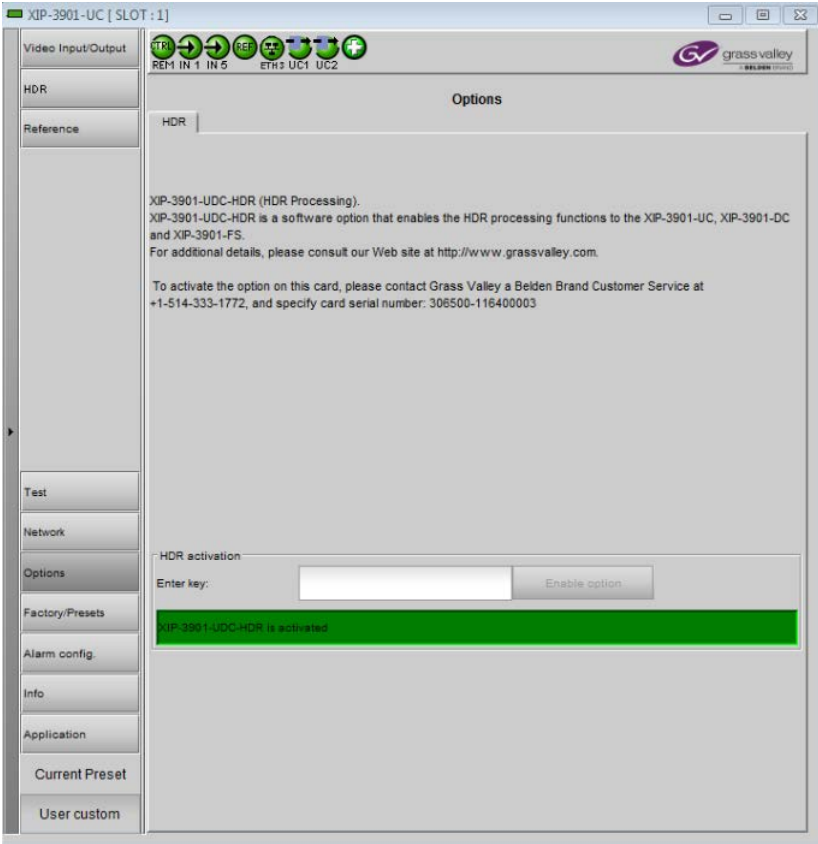 XIP-3901-UC [ SLOT : 1]
Video Input/Output
HDR
Reference
Test
Network
Options
Factory/Presets
Alarm config.
Info
Application
Current Preset
User custom
CTRL REF
REM IN 1 IN 5 ETH3 UC1 UC2
GV grass valley
A BELDEN BRAND
Options
HDR
XIP-3901-UDC-HDR (HDR Processing).
XIP-3901-UDC-HDR is a software option that enables the HDR processing functions to the XIP-3901-UC, XIP-3901-DC
and XIP-3901-FS.
For additional details, please consult our Web site at http://www.grassvalley.com.
To activate the option on this card, please contact Grass Valley a Belden Brand Customer Service at
+1-514-333-1772, and specify card serial number: 306500-116400003
HDR activation
Enter key:
Enable option
XIP-3901-UDC-HDR is activated